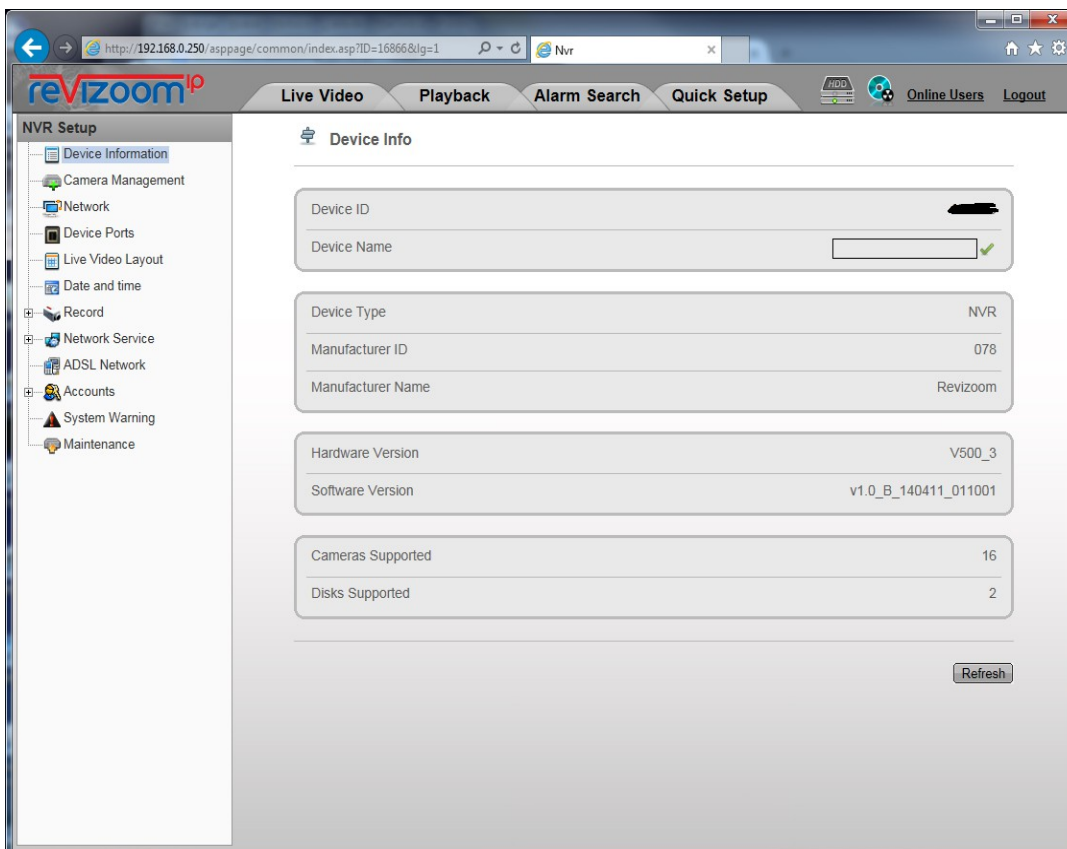 http://192.168.0.250/asppage/common/index.asp?ID=16866&lg=1
Nvr
revizoom IP
Live Video
Playback
Alarm Search
Quick Setup
HDD
Online Users
Logout
NVR Setup
Device Information
Camera Management
Network
Device Ports
Live Video Layout
Date and time
Record
Network Service
ADSL Network
Accounts
System Warning
Maintenance
Device Info
Device ID
Device Name
Device Type NVR
Manufacturer ID 078
Manufacturer Name Revizoom
Hardware Version V500_3
Software Version v1.0_B_140411_011001
Cameras Supported 16
Disks Supported 2
Refresh